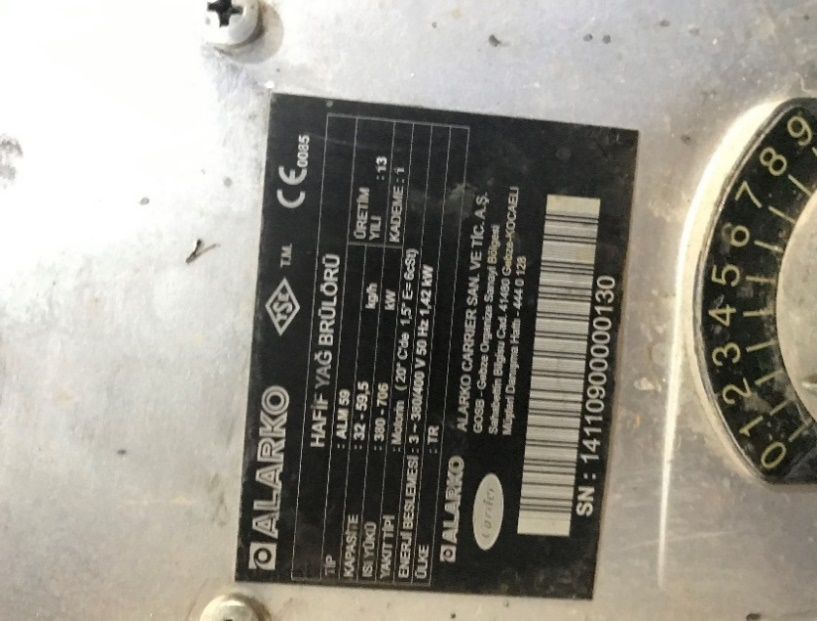 ALARKO TSE T.M. CE 0085
HAFİF YAĞ BRÜLÖRÜ
TİP : ALM 59
KAPASİTE : 32 - 59,5 kg/h ÜRETİM YILI : 13
ISI YÜKÜ : 380 - 706 kW KADEME : 1
YAKIT TİPİ : Motorin ( 20° C'de 1,5° E= 6cSt)
ENERJİ BESLEMESİ : 3 ~ 380/400 V 50 Hz 1,42 kW
ÜLKE : TR
ALARKO
Carrier
ALARKO CARRIER SAN. VE TİC. A.Ş.
GOSB - Gebze Organize Sanayi Bölgesi
Şahabettin Bilgisu Cad. 41480 Gebze-KOCAELİ
Müşteri Danışma Hattı - 444 0 128
SN : 1411090000130
0 1 2 3 4 5 6 7 8 9